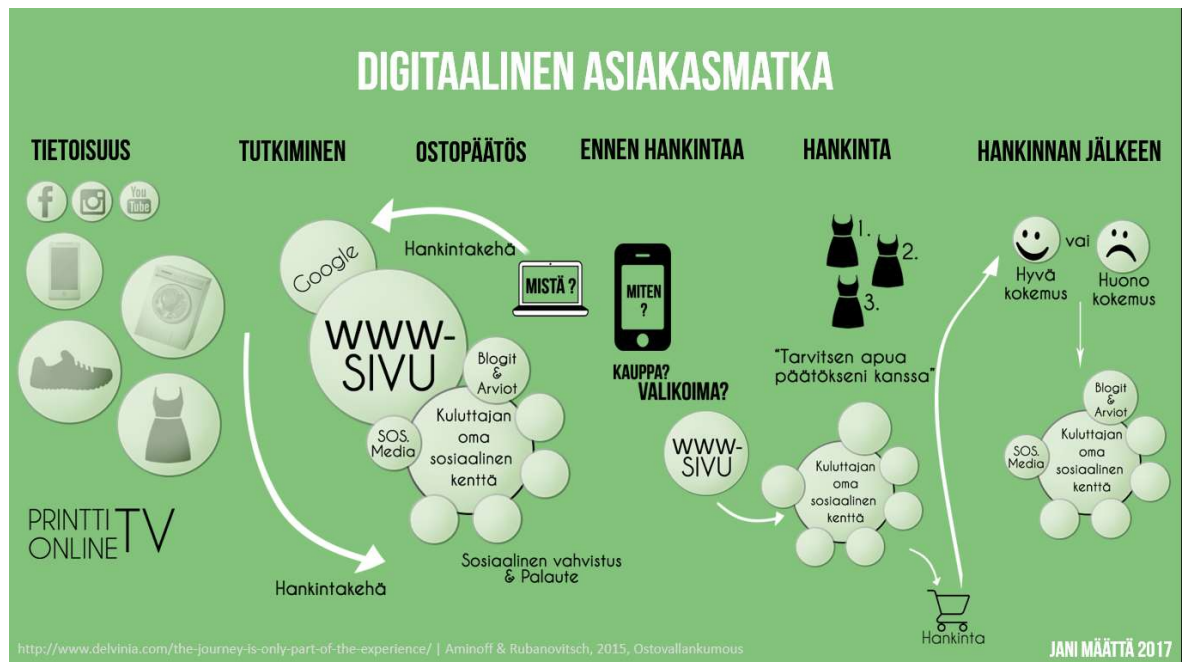 DIGITAALINEN ASIAKASMATKA
TIETOISUUS
f
You
Tube
PRINTTI
ONLINE
TV
TUTKIMINEN
OSTOPÄÄTÖS
Hankintakehä
Google
MISTÄ ?
WWW-
SIVU
Blogit
&
Arviot
SOS.
Media
Kuluttajan
oma
sosiaalinen
kenttä
Sosiaalinen vahvistus
& Palaute
Hankintakehä
ENNEN HANKINTAA
MITEN
?
KAUPPA?
VALIKOIMA?
WWW-
SIVU
HANKINTA
1.
2.
3.
"Tarvitsen apua
päätökseni kanssa"
Kuluttajan
oma
sosiaalinen
kenttä
Hankinta
HANKINNAN JÄLKEEN
vai
Hyvä
kokemus
Huono
kokemus
Blogit
&
Arviot
SOS.
Media
Kuluttajan
oma
sosiaalinen
kenttä
http://www.delvinia.com/the-journey-is-only-part-of-the-experience/ | Aminoff & Rubanovitsch, 2015, Ostovallankumous
JANI MÄÄTTÄ 2017